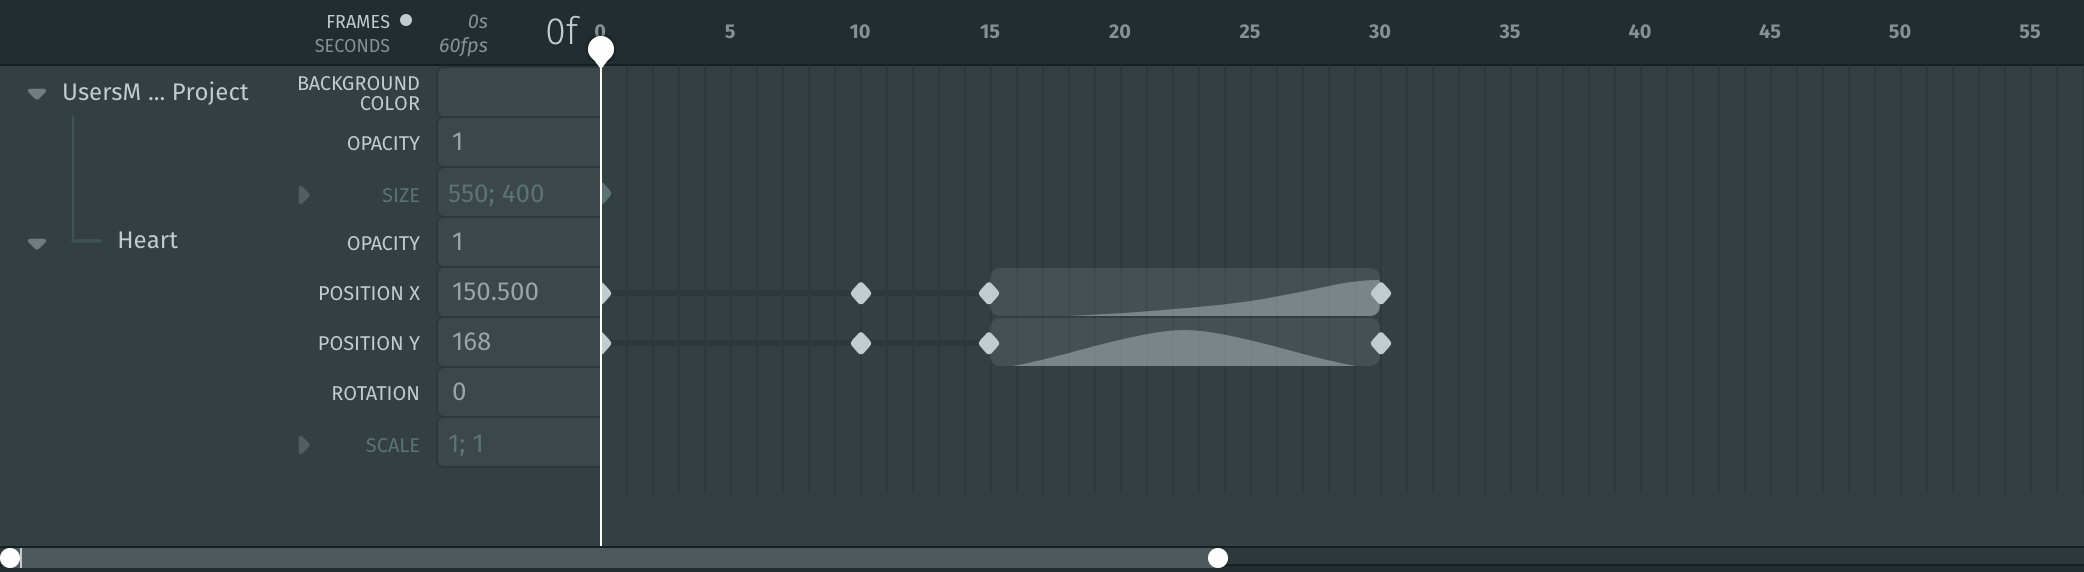 FRAMES 0s 0f 0 5 10 15 20 25 30 35 40 45 50 55
SECONDS 60fps
UsersM ... Project BACKGROUND
COLOR
OPACITY 1
SIZE 550; 400
Heart OPACITY 1
POSITION X 150.500
POSITION Y 168
ROTATION 0
SCALE 1; 1